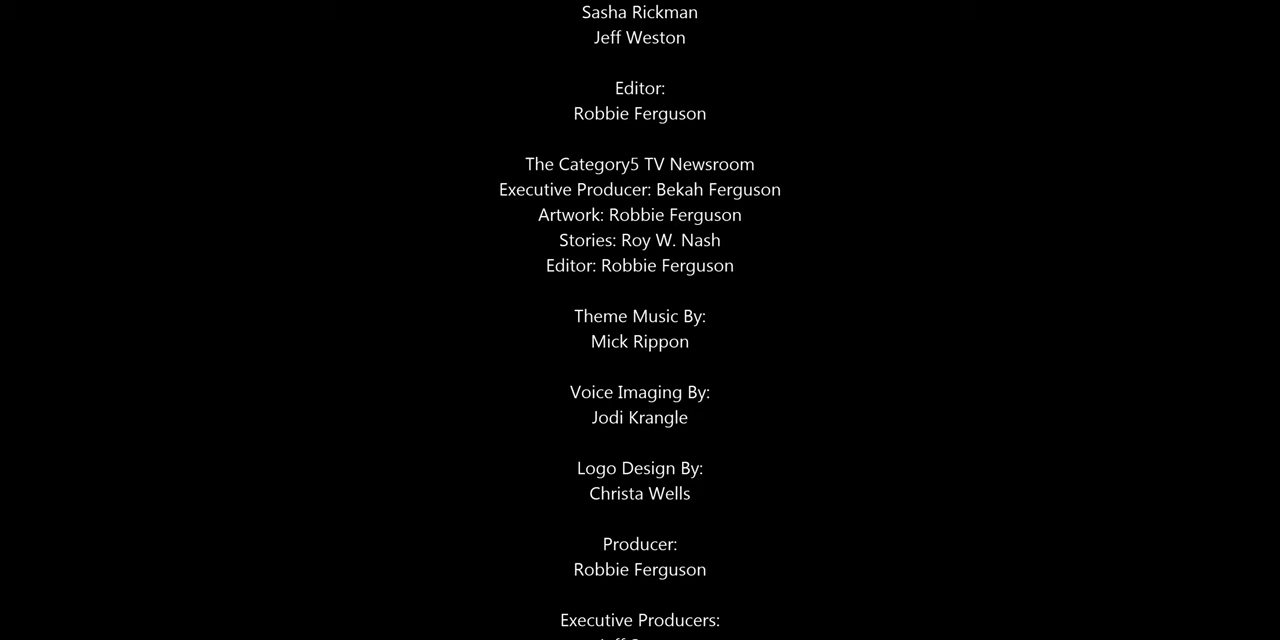 Sasha Rickman
Jeff Weston
Editor:
Robbie Ferguson
The Category5 TV Newsroom
Executive Producer: Bekah Ferguson
Artwork: Robbie Ferguson
Stories: Roy W. Nash
Editor: Robbie Ferguson
Theme Music By:
Mick Rippon
Voice Imaging By:
Jodi Krangle
Logo Design By:
Christa Wells
Producer:
Robbie Ferguson
Executive Producers: